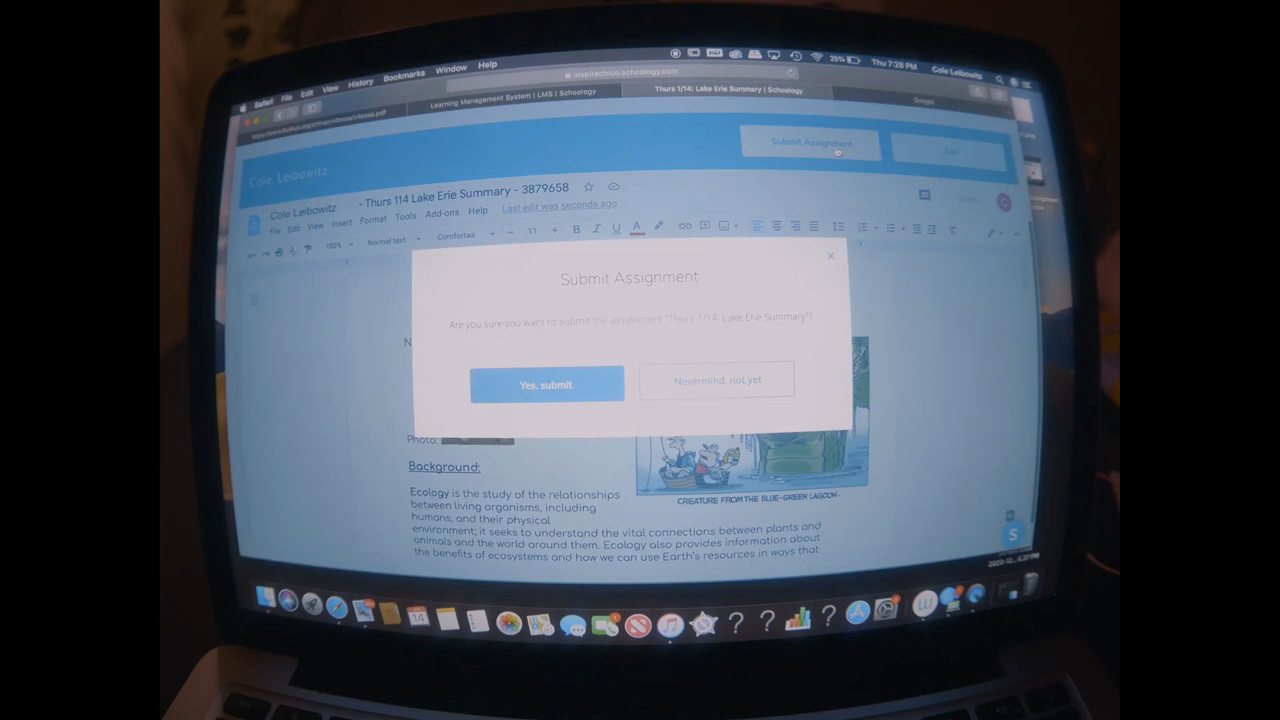 Safari File Edit View History Bookmarks Window Help
25% Thu 7:28 PM Cole Leibowitz
inspirechico.schoology.com
Learning Management System | LMS | Schoology
Thurs 1/14: Lake Erie Summary | Schoology
Google
Cole Leibowitz
Submit Assignment
Edit
Cole Leibowitz - Thurs 114 Lake Erie Summary - 3879658
File Edit View Insert Format Tools Add-ons Help Last edit was seconds ago
100% Normal text Comfortaa 11 B I U A
Submit Assignment
Are you sure you want to submit the assignment "Thurs 1/14: Lake Erie Summary"?
Yes, submit
Nevermind, not yet
N
Photo:
Background:
CREATURE FROM THE BLUE-GREEN LAGOON.
Ecology is the study of the relationships
between living organisms, including
humans, and their physical
environment; it seeks to understand the vital connections between plants and
animals and the world around them. Ecology also provides information about
the benefits of ecosystems and how we can use Earth's resources in ways that
S
14